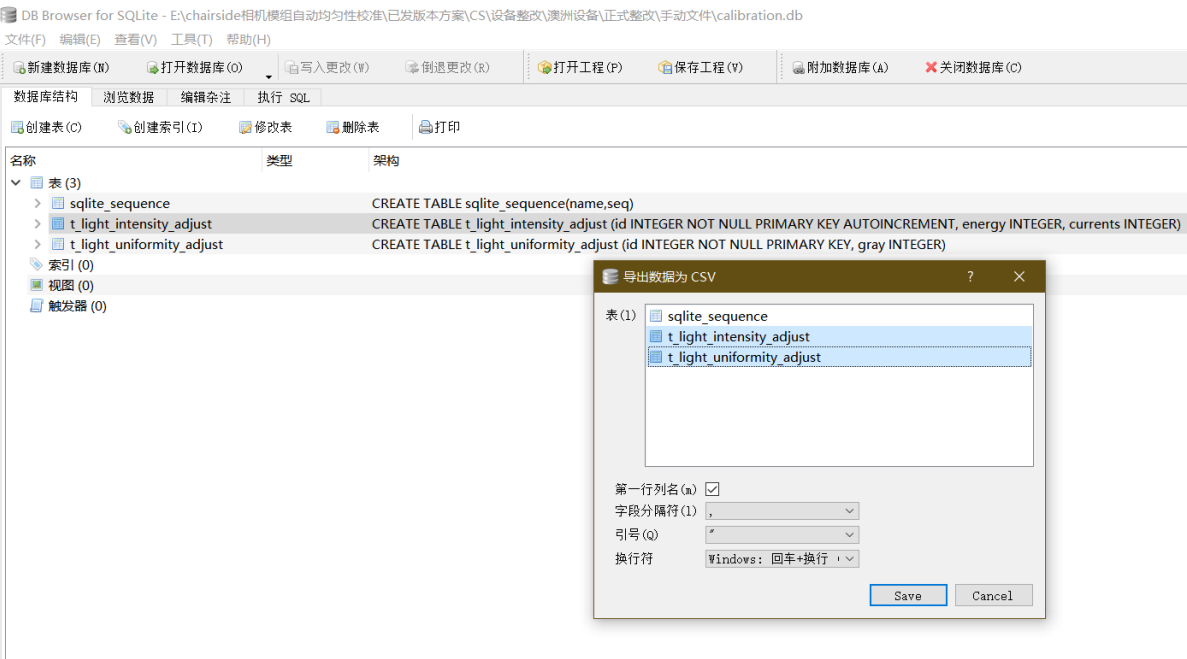 DB Browser for SQLite - E:\chairside相机模组自动均匀性校准\已发版本方案\CS\设备整改\澳洲设备\正式整改\手动文件\calibration.db
文件(F) 编辑(E) 查看(V) 工具(T) 帮助(H)
新建数据库(N) 打开数据库(O) 写入更改(W) 倒退更改(R) 打开工程(P) 保存工程(V) 附加数据库(A) 关闭数据库(C)
数据库结构 浏览数据 编辑杂注 执行 SQL
创建表(C) 创建索引(I) 修改表 删除表 打印
名称 类型 架构
表 (3)
sqlite_sequence CREATE TABLE sqlite_sequence(name,seq)
t_light_intensity_adjust CREATE TABLE t_light_intensity_adjust (id INTEGER NOT NULL PRIMARY KEY AUTOINCREMENT, energy INTEGER, currents INTEGER)
t_light_uniformity_adjust CREATE TABLE t_light_uniformity_adjust (id INTEGER NOT NULL PRIMARY KEY, gray INTEGER)
索引 (0)
视图 (0)
触发器 (0)
导出数据为 CSV ?
表(1) sqlite_sequence
t_light_intensity_adjust
t_light_uniformity_adjust
第一行列名(m)
字段分隔符(l) ,
引号(Q) "
换行符 Windows: 回车+换行
Save Cancel